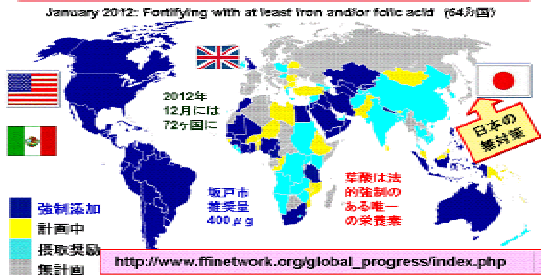 January 2012: Fortifying with at least iron and/or folic acid (64カ国)
2012年
12月には
72ヶ国に
日本の
無対策
坂戸市
推奨量
400μg
葉酸は法
的強制の
ある唯一
の栄養素
強制添加
計画中
摂取奨励
無計画
http://www.ffinetwork.org/global_progress/index.php